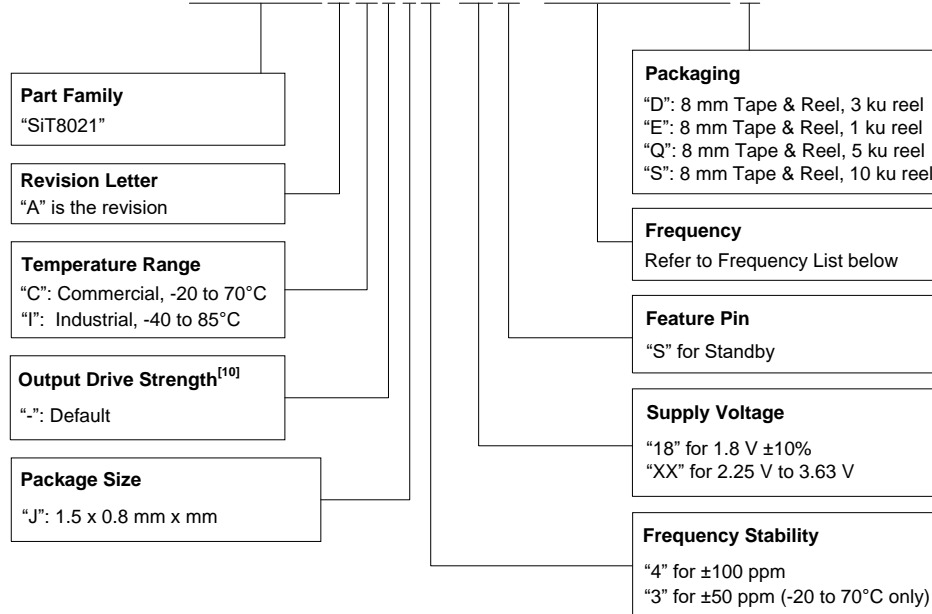 Part Family
“SiT8021”
Revision Letter
“A” is the revision
Temperature Range
“C”: Commercial, -20 to 70°C
“I”: Industrial, -40 to 85°C
Output Drive Strength[10]
“-”: Default
Package Size
“J”: 1.5 x 0.8 mm x mm
Packaging
“D”: 8 mm Tape & Reel, 3 ku reel
“E”: 8 mm Tape & Reel, 1 ku reel
“Q”: 8 mm Tape & Reel, 5 ku reel
“S”: 8 mm Tape & Reel, 10 ku reel
Frequency
Refer to Frequency List below
Feature Pin
“S” for Standby
Supply Voltage
“18” for 1.8 V ±10%
“XX” for 2.25 V to 3.63 V
Frequency Stability
“4” for ±100 ppm
“3” for ±50 ppm (-20 to 70°C only)